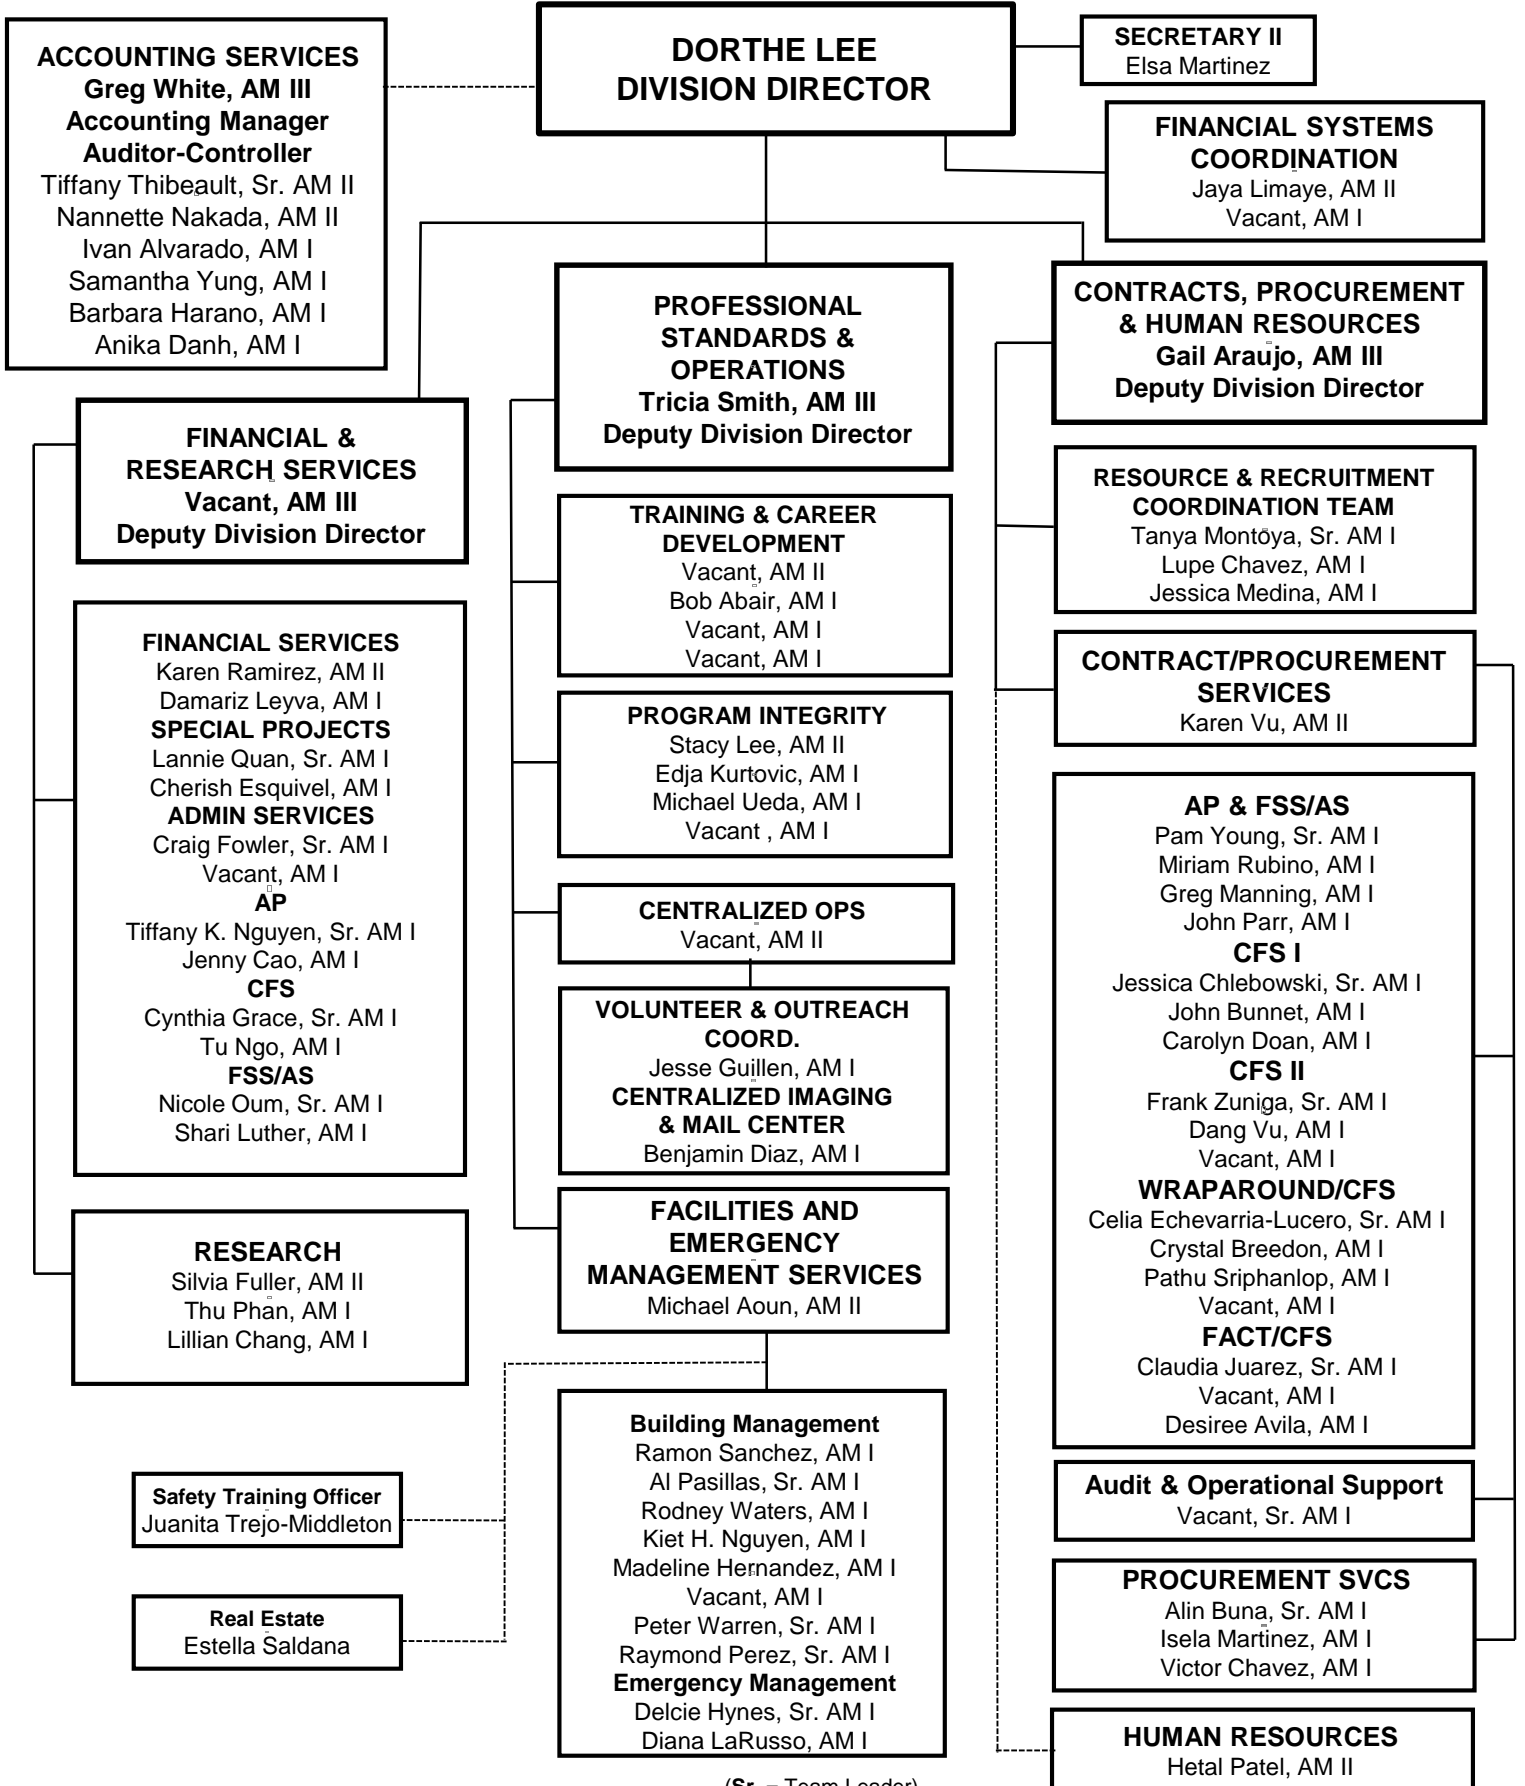 DORTHE LEE
DIVISION DIRECTOR
SECRETARY II
Elsa Martinez
ACCOUNTING SERVICES
Greg White, AM III
Accounting Manager
Auditor-Controller
Tiffany Thibeault, Sr. AM II
Nannette Nakada, AM II
Ivan Alvarado, AM I
Samantha Yung, AM I
Barbara Harano, AM I
Anika Danh, AM I
FINANCIAL SYSTEMS
COORDINATION
Jaya Limaye, AM II
Vacant, AM I
FINANCIAL &
RESEARCH SERVICES
Vacant, AM III
Deputy Division Director
FINANCIAL SERVICES
Karen Ramirez, AM II
Damariz Leyva, AM I
SPECIAL PROJECTS
Lannie Quan, Sr. AM I
Cherish Esquivel, AM I
ADMIN SERVICES
Craig Fowler, Sr. AM I
Vacant, AM I
AP
Tiffany K. Nguyen, Sr. AM I
Jenny Cao, AM I
CFS
Cynthia Grace, Sr. AM I
Tu Ngo, AM I
FSS/AS
Nicole Oum, Sr. AM I
Shari Luther, AM I
RESEARCH
Silvia Fuller, AM II
Thu Phan, AM I
Lillian Chang, AM I
PROFESSIONAL
STANDARDS &
OPERATIONS
Tricia Smith, AM III
Deputy Division Director
TRAINING & CAREER
DEVELOPMENT
Vacant, AM II
Bob Abair, AM I
Vacant, AM I
Vacant, AM I
PROGRAM INTEGRITY
Stacy Lee, AM II
Edja Kurtovic, AM I
Michael Ueda, AM I
Vacant , AM I
CENTRALIZED OPS
Vacant, AM II
VOLUNTEER & OUTREACH
COORD.
Jesse Guillen, AM I
CENTRALIZED IMAGING
& MAIL CENTER
Benjamin Diaz, AM I
FACILITIES AND
EMERGENCY
MANAGEMENT SERVICES
Michael Aoun, AM II
Safety Training Officer
Juanita Trejo-Middleton
Real Estate
Estella Saldana
Building Management
Ramon Sanchez, AM I
Al Pasillas, Sr. AM I
Rodney Waters, AM I
Kiet H. Nguyen, AM I
Madeline Hernandez, AM I
Vacant, AM I
Peter Warren, Sr. AM I
Raymond Perez, Sr. AM I
Emergency Management
Delcie Hynes, Sr. AM I
Diana LaRusso, AM I
CONTRACTS, PROCUREMENT
& HUMAN RESOURCES
Gail Araujo, AM III
Deputy Division Director
RESOURCE & RECRUITMENT
COORDINATION TEAM
Tanya Montoya, Sr. AM I
Lupe Chavez, AM I
Jessica Medina, AM I
CONTRACT/PROCUREMENT
SERVICES
Karen Vu, AM II
AP & FSS/AS
Pam Young, Sr. AM I
Miriam Rubino, AM I
Greg Manning, AM I
John Parr, AM I
CFS I
Jessica Chlebowski, Sr. AM I
John Bunnet, AM I
Carolyn Doan, AM I
CFS II
Frank Zuniga, Sr. AM I
Dang Vu, AM I
Vacant, AM I
WRAPAROUND/CFS
Celia Echevarria-Lucero, Sr. AM I
Crystal Breedon, AM I
Pathu Sriphanlop, AM I
Vacant, AM I
FACT/CFS
Claudia Juarez, Sr. AM I
Vacant, AM I
Desiree Avila, AM I
Audit & Operational Support
Vacant, Sr. AM I
PROCUREMENT SVCS
Alin Buna, Sr. AM I
Isela Martinez, AM I
Victor Chavez, AM I
HUMAN RESOURCES
Hetal Patel, AM II
(Sr. = Team Leader)